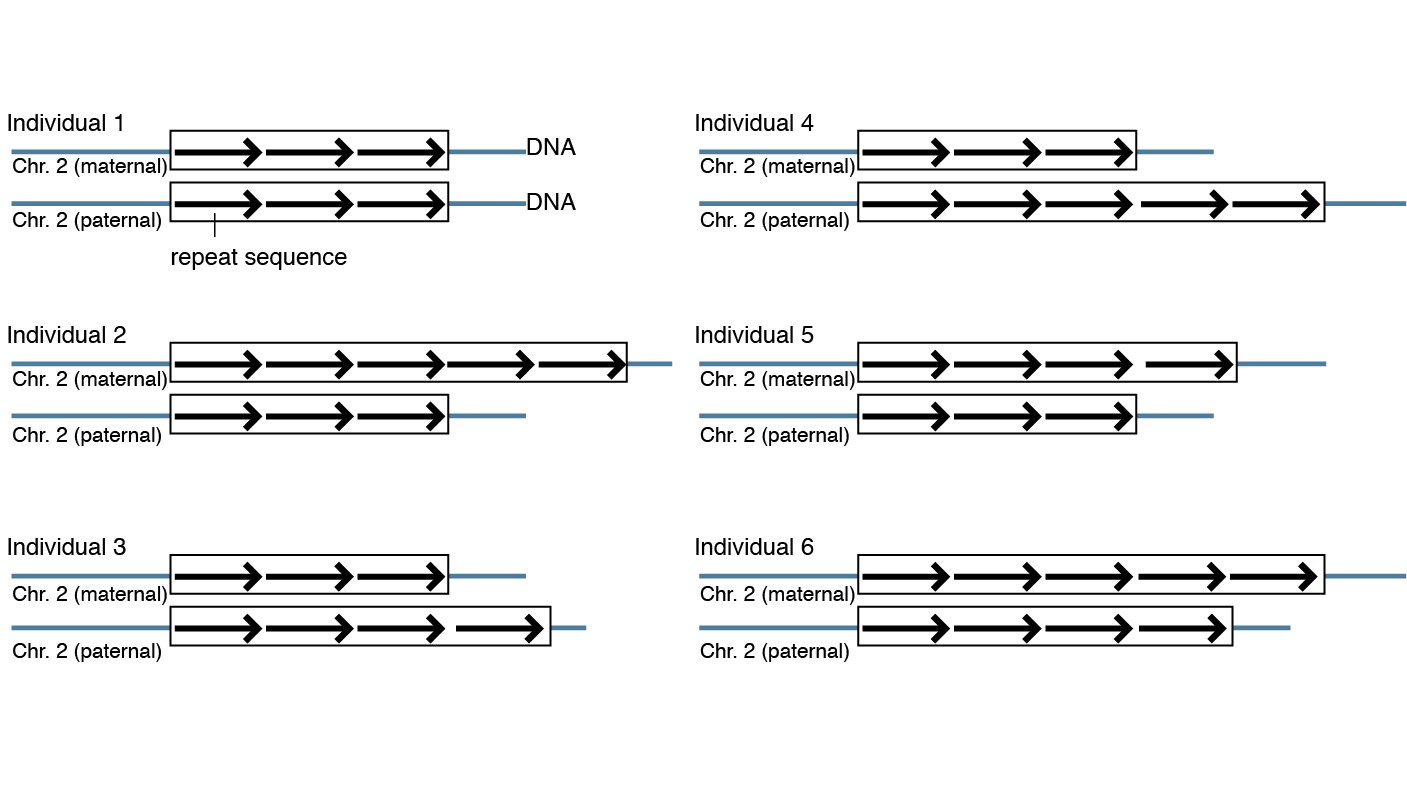 Individual 1
DNA
Chr. 2 (maternal)
DNA
Chr. 2 (paternal)
repeat sequence
Individual 2
Chr. 2 (maternal)
Chr. 2 (paternal)
Individual 3
Chr. 2 (maternal)
Chr. 2 (paternal)
Individual 4
Chr. 2 (maternal)
Chr. 2 (paternal)
Individual 5
Chr. 2 (maternal)
Chr. 2 (paternal)
Individual 6
Chr. 2 (maternal)
Chr. 2 (paternal)